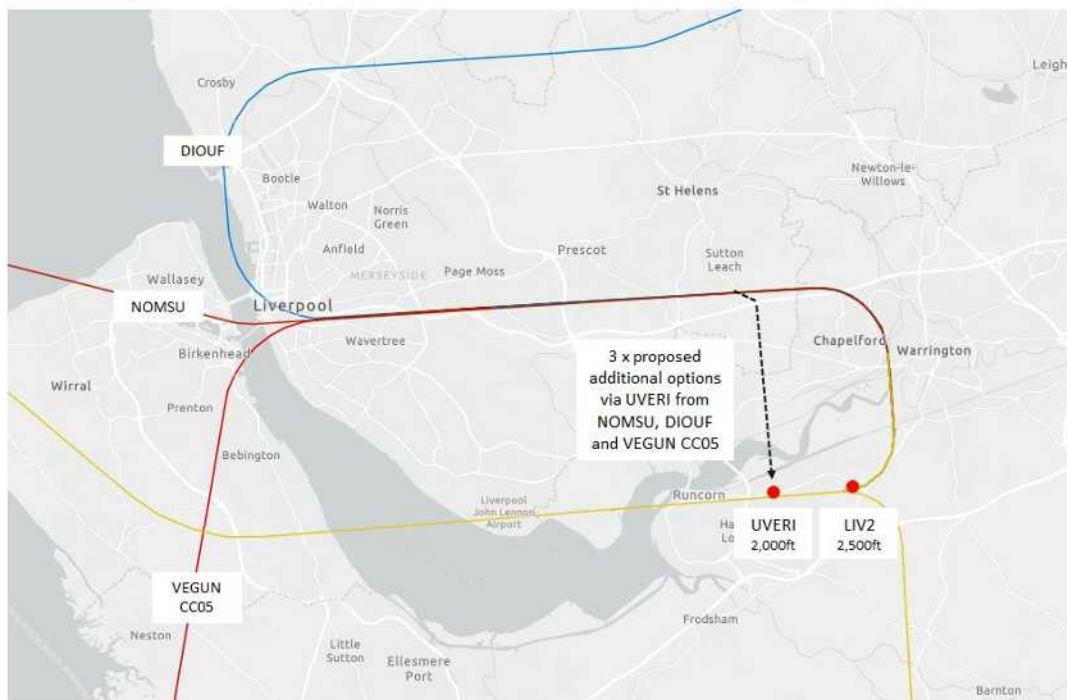 Crosby
Leigh
DIOUF
Bootle
Newton-le-
Willows
St Helens
Walton
Norris
Green
Anfield
Prescot
Sutton
Leach
MERSEYSIDE
Page Moss
Wallasey
NOMSU
Liverpool
Wavertree
Chapelford
Warrington
Birkenhead
3 x proposed
additional options
via UVERI from
NOMSU, DIOUF
and VEGUN CC05
Wirral
Prenton
Bebington
Liverpool
John Lennon
Airport
Runcorn
Ha
Lo
UVERI
2,000ft
LIV2
2,500ft
VEGUN
CC05
Frodsham
Neston
Little
Sutton
Ellesmere
Port
Barnton